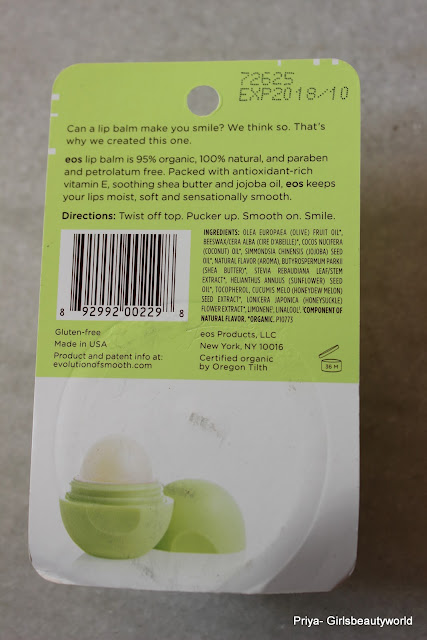 72625
EXP2018/10
Can a lip balm make you smile? We think so. That's
why we created this one.
eos lip balm is 95% organic, 100% natural, and paraben
and petrolatum free. Packed with antioxidant-rich
vitamin E, soothing shea butter and jojoba oil, eos keeps
your lips moist, soft and sensationally smooth.
Directions: Twist off top. Pucker up. Smooth on. Smile.
INGREDIENTS: OLEA EUROPAEA (OLIVE) FRUIT OIL*,
BEESWAX/CERA ALBA (CIRE D'ABEILLE)*, COCOS NUCIFERA
(COCONUT) OIL*, SIMMONDSIA CHINENSIS (JOJOBA) SEED
OIL*, NATURAL FLAVOR (AROMA), BUTYROSPERMUM PARKII
(SHEA BUTTER)*, STEVIA REBAUDIANA LEAF/STEM
EXTRACT*, HELIANTHUS ANNUUS (SUNFLOWER) SEED
OIL*, TOCOPHEROL, CUCUMIS MELO (HONEYDEW MELON)
SEED EXTRACT*, LONICERA JAPONICA (HONEYSUCKLE)
FLOWER EXTRACT*, LIMONENE¹, LINALOOL¹. ¹COMPONENT OF
NATURAL FLAVOR. *ORGANIC. P10773
8 92992 00229 8
Gluten-free
Made in USA
Product and patent info at:
evolutionofsmooth.com
eos Products, LLC
New York, NY 10016
Certified organic
by Oregon Tilth
36 M
Priya- Girlsbeautyworld